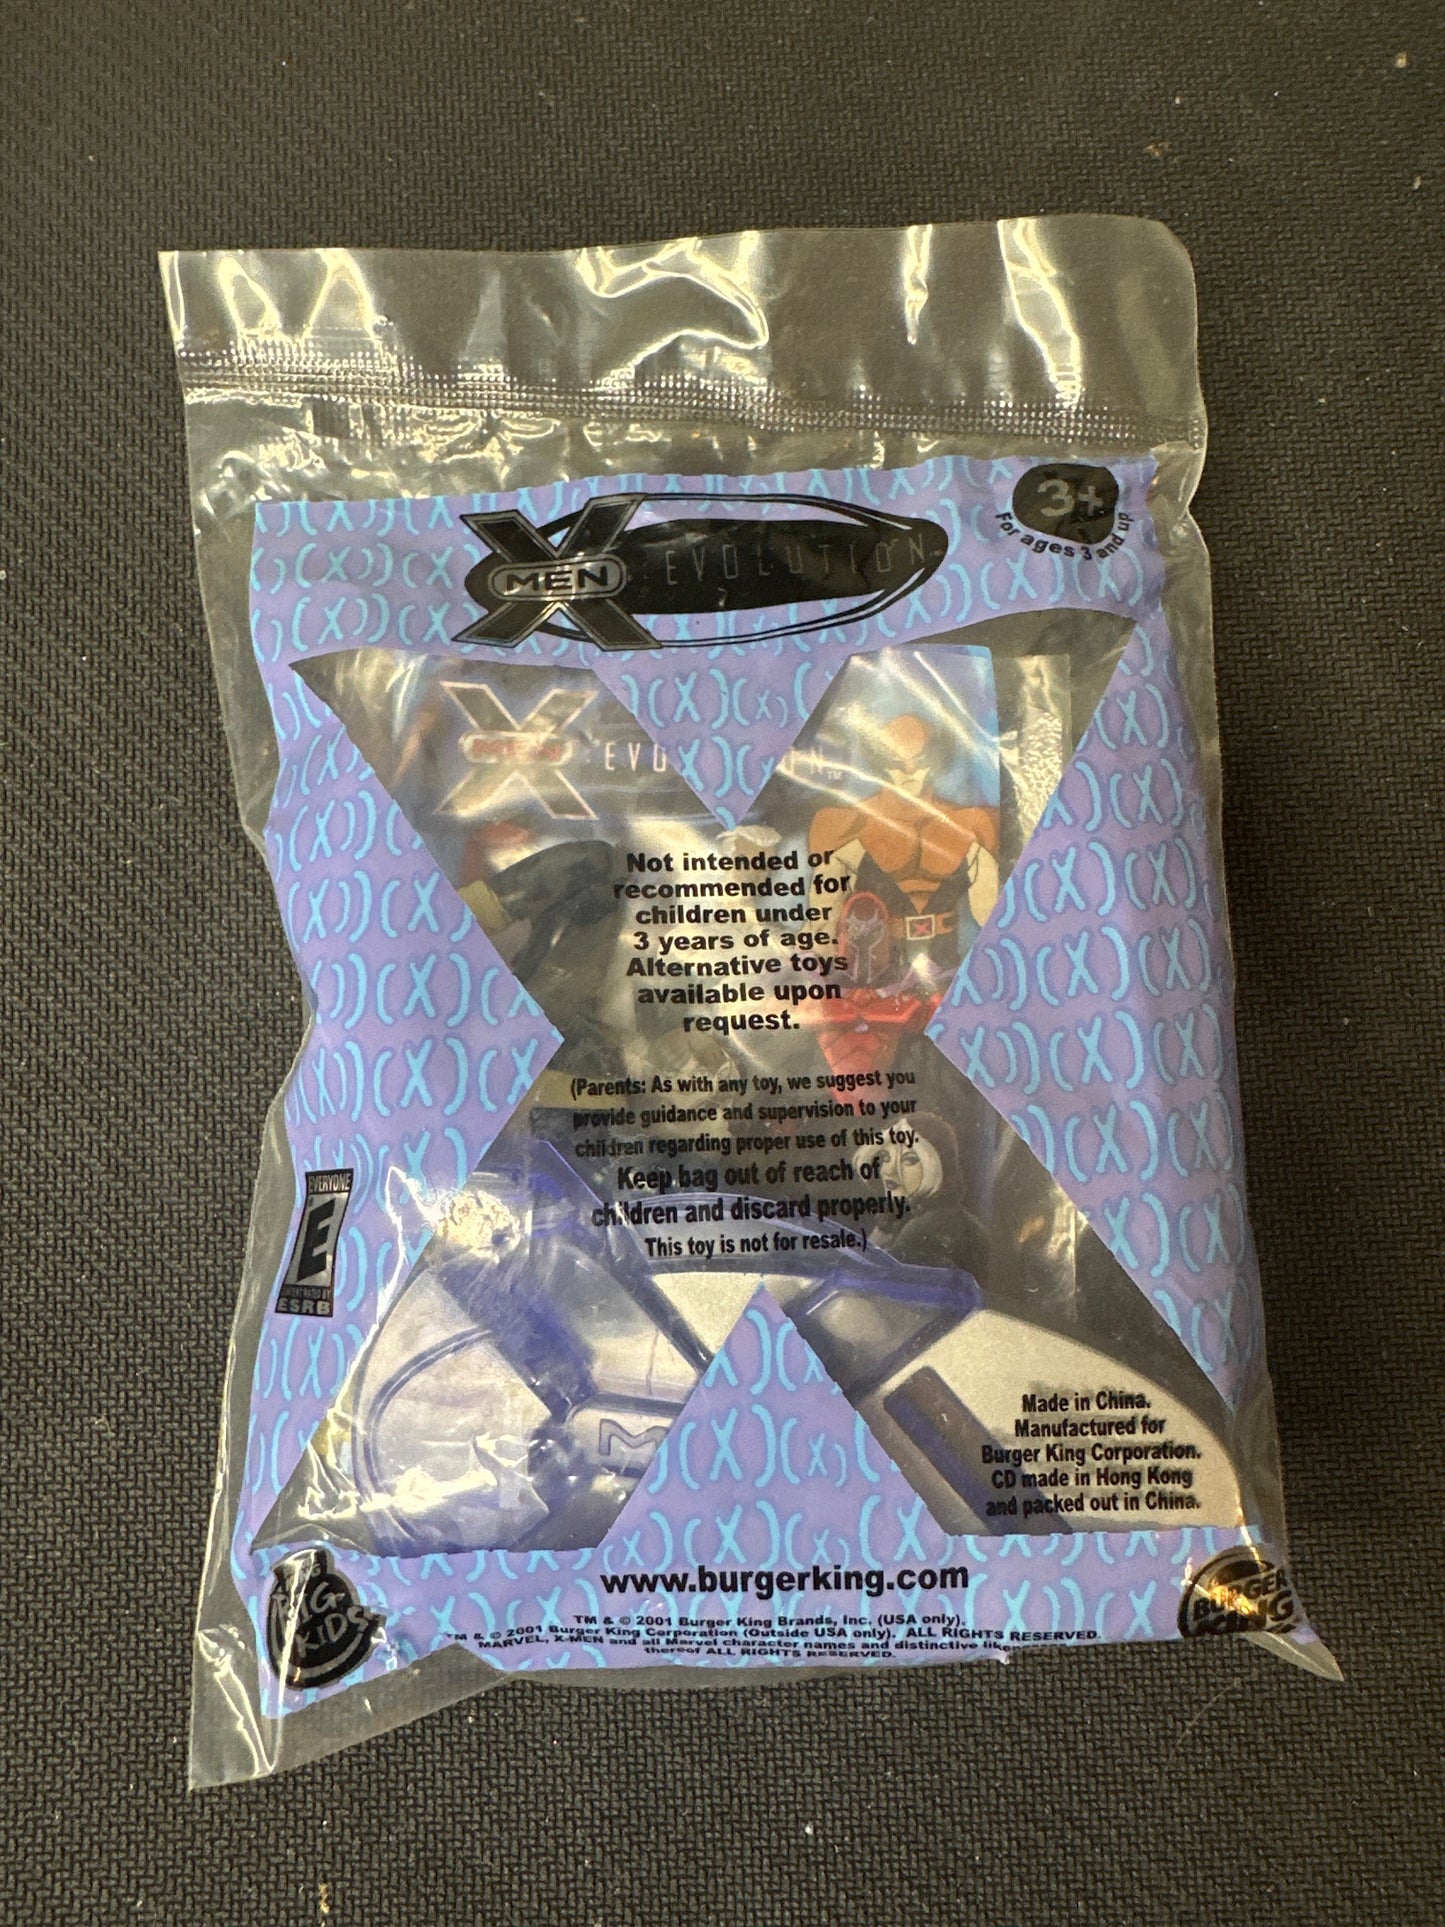 X MEN EVOLUTION
3+
For ages 3 and up
X MEN EVOLUTION™
Not intended or
recommended for
children under
3 years of age.
Alternative toys
available upon
request.
(Parents: As with any toy, we suggest you
provide guidance and supervision to your
children regarding proper use of this toy.
Keep bag out of reach of
children and discard properly.
This toy is not for resale.)
EVERYONE
E
CONTENT RATED BY
ESRB
Made in China.
Manufactured for
Burger King Corporation.
CD made in Hong Kong
and packed out in China.
BIG
KIDS
www.burgerking.com
BURGER
KING
TM & © 2001 Burger King Brands, Inc. (USA only).
TM & © 2001 Burger King Corporation (Outside USA only). ALL RIGHTS RESERVED.
MARVEL, X-MEN and all Marvel character names and distinctive
thereof ALL RIGHTS RESERVED.